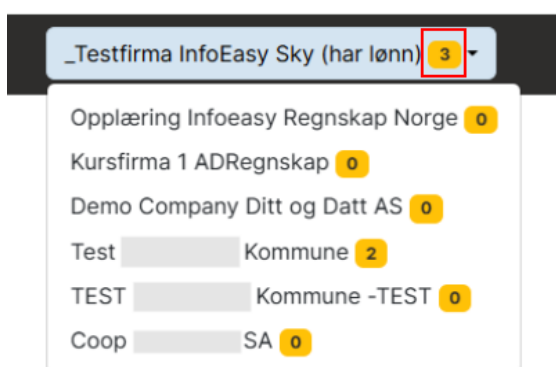 _Testfirma InfoEasy Sky (har lønn) 3
Opplæring Infoeasy Regnskap Norge 0
Kursfirma 1 ADRegnskap 0
Demo Company Ditt og Datt AS 0
Test Kommune 2
TEST Kommune -TEST 0
Coop SA 0